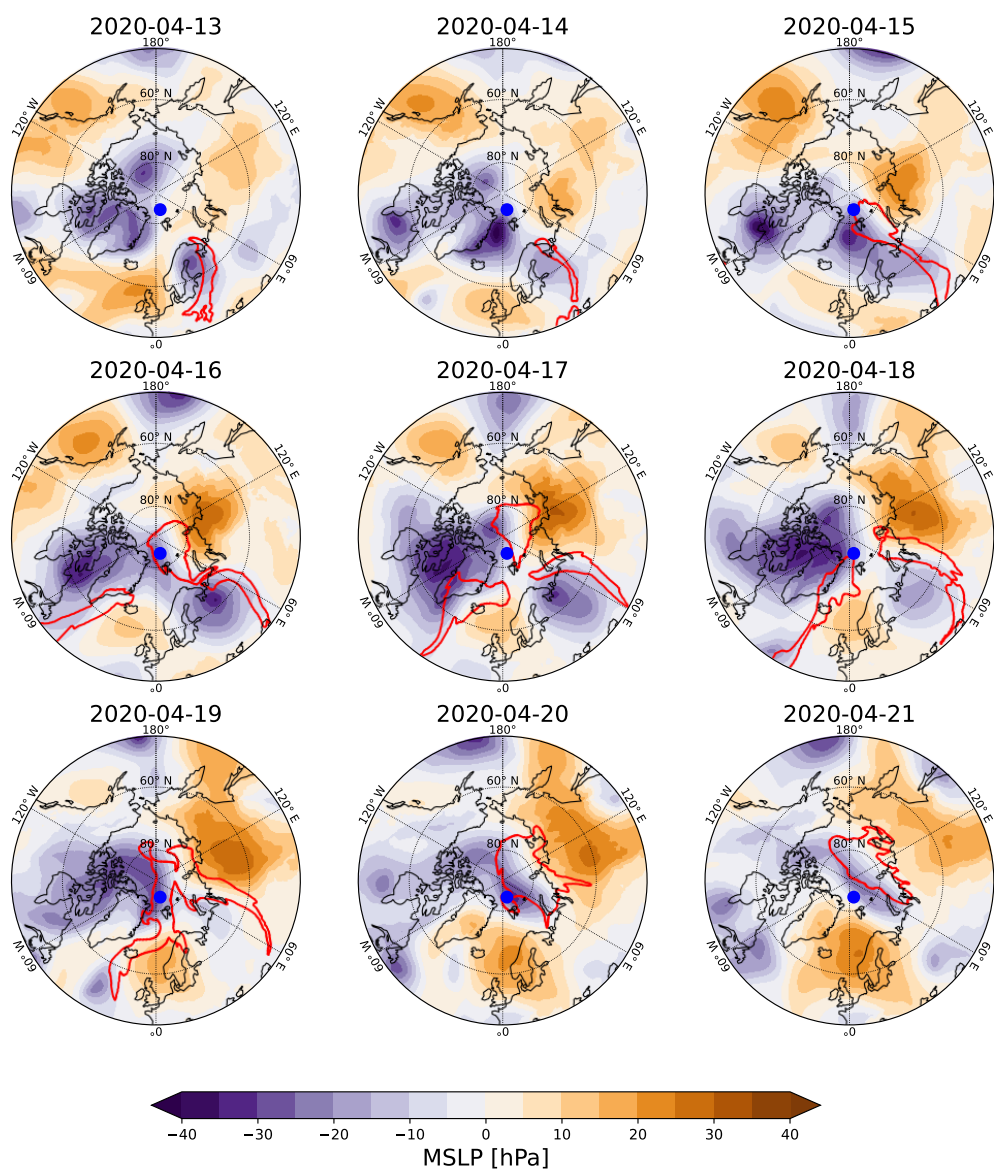 2020-04-13 2020-04-14 2020-04-15
180° 180° 180°
120° W 60° N 120° E 120° W 60° N 120° E 120° W 60° N 120° E
80° N 80° N 80° N
60° W 60° E 60° W 60° E 60° W 60° E
0° 0° 0°
2020-04-16 2020-04-17 2020-04-18
180° 180° 180°
120° W 60° N 120° E 120° W 60° N 120° E 120° W 60° N 120° E
80° N 80° N 80° N
60° W 60° E 60° W 60° E 60° W 60° E
0° 0° 0°
2020-04-19 2020-04-20 2020-04-21
180° 180° 180°
120° W 60° N 120° E 120° W 60° N 120° E 120° W 60° N 120° E
80° N 80° N 80° N
60° W 60° E 60° W 60° E 60° W 60° E
0° 0° 0°
−40 −30 −20 −10 0 10 20 30 40
MSLP [hPa]